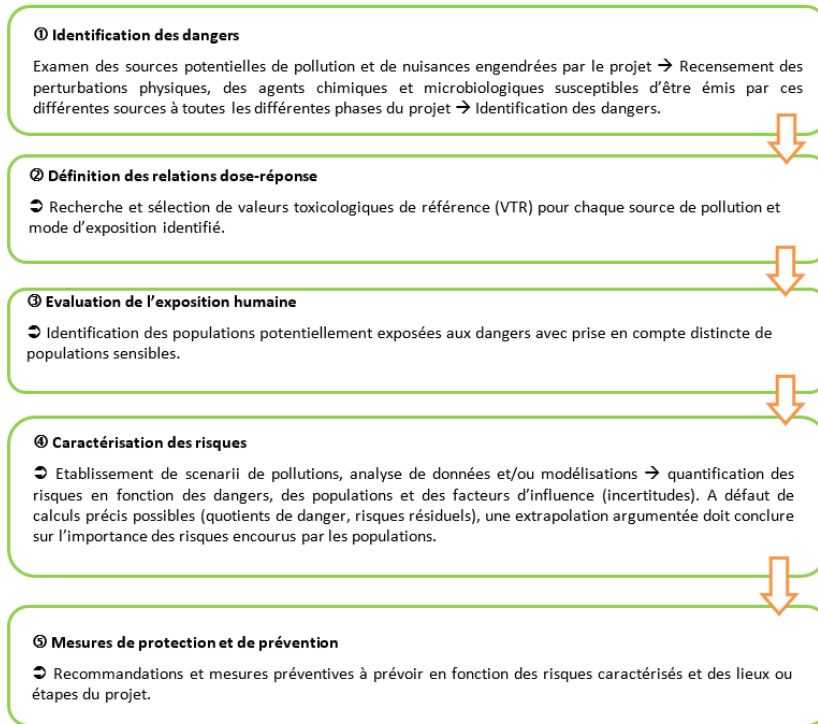 ① Identification des dangers
Examen des sources potentielles de pollution et de nuisances engendrées par le projet → Recensement des
perturbations physiques, des agents chimiques et microbiologiques susceptibles d’être émis par ces
différentes sources à toutes les différentes phases du projet → Identification des dangers.
② Définition des relations dose-réponse
➲ Recherche et sélection de valeurs toxicologiques de référence (VTR) pour chaque source de pollution et
mode d’exposition identifié.
③ Evaluation de l’exposition humaine
➲ Identification des populations potentiellement exposées aux dangers avec prise en compte distincte de
populations sensibles.
④ Caractérisation des risques
➲ Etablissement de scenarii de pollutions, analyse de données et/ou modélisations → quantification des
risques en fonction des dangers, des populations et des facteurs d’influence (incertitudes). A défaut de
calculs précis possibles (quotients de danger, risques résiduels), une extrapolation argumentée doit conclure
sur l’importance des risques encourus par les populations.
⑤ Mesures de protection et de prévention
➲ Recommandations et mesures préventives à prévoir en fonction des risques caractérisés et des lieux ou
étapes du projet.